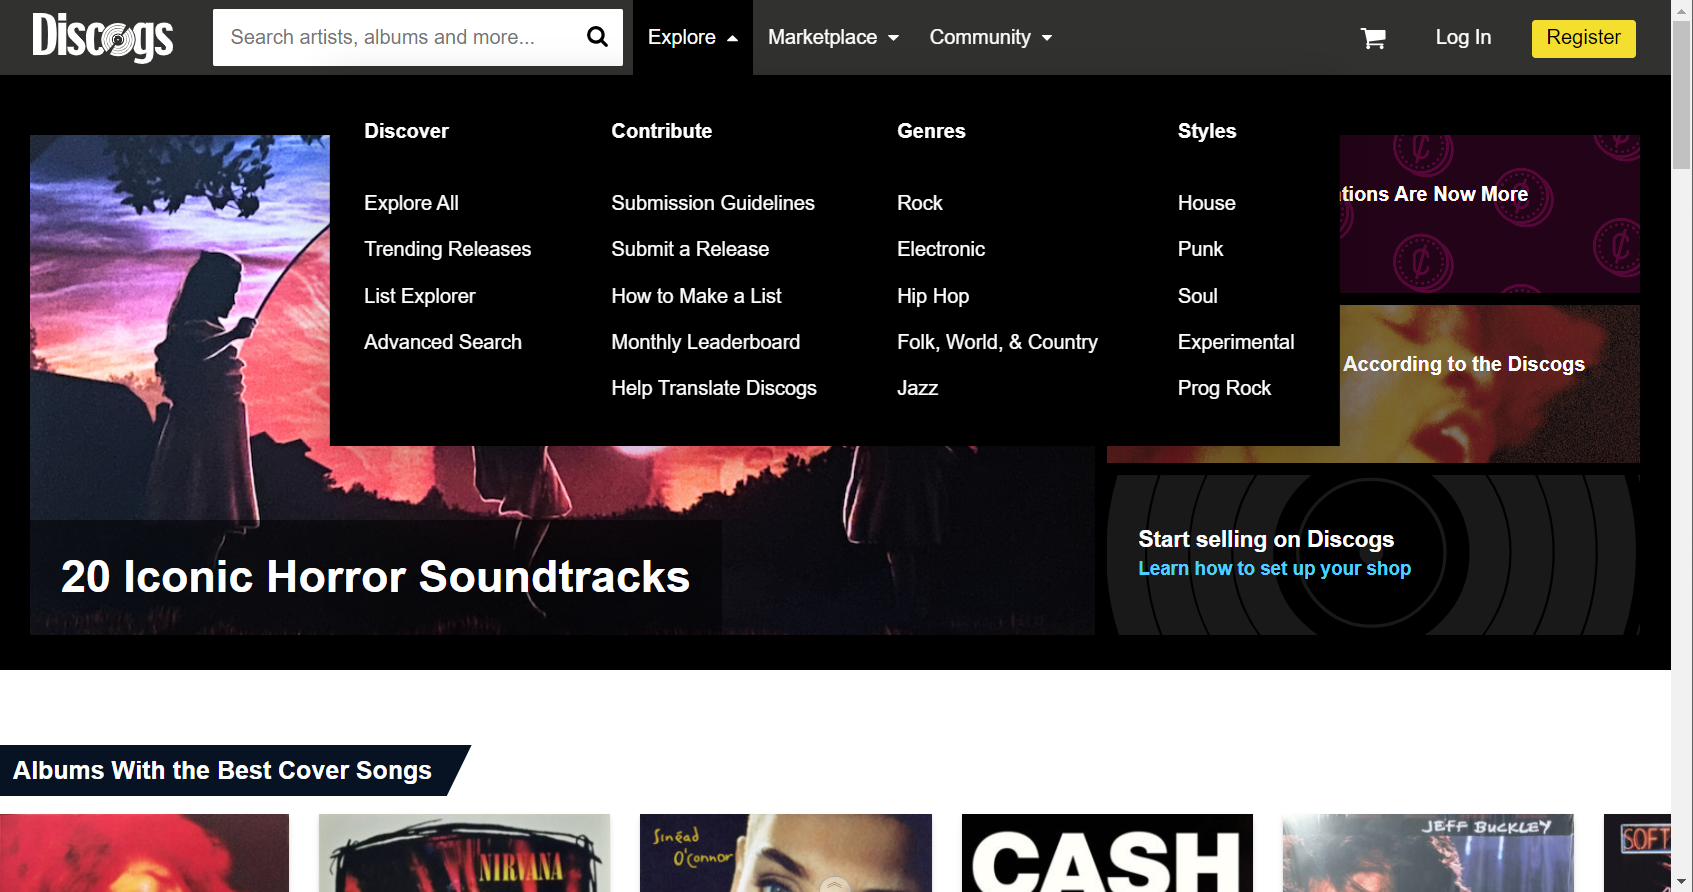 Discogs
Search artists, albums and more...
Explore
Marketplace
Community
Log In
Register
Discover
Explore All
Trending Releases
List Explorer
Advanced Search
Contribute
Submission Guidelines
Submit a Release
How to Make a List
Monthly Leaderboard
Help Translate Discogs
Genres
Rock
Electronic
Hip Hop
Folk, World, & Country
Jazz
Styles
House
Punk
Soul
Experimental
Prog Rock
Are Now More
According to the Discogs
20 Iconic Horror Soundtracks
Start selling on Discogs
Learn how to set up your shop
Albums With the Best Cover Songs
NIRVANA
Sinéad
O'Connor
CASH
JEFF BUCKLEY
SOFT